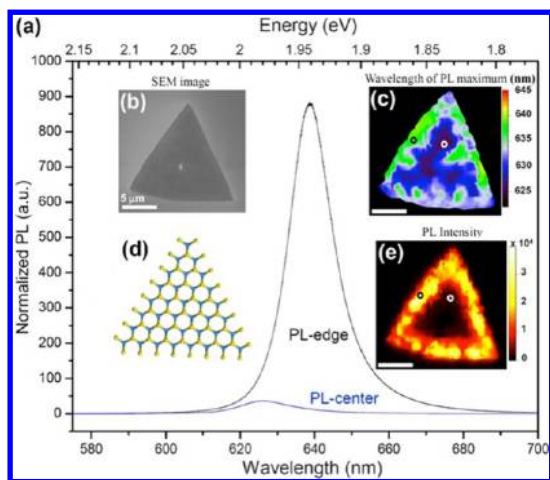 (a)
Energy (eV)
2.15 2.1 2.05 2 1.95 1.9 1.85 1.8
1000
900
800
700
600
500
400
300
200
100
0
Normalized PL (a.u.)
SEM image
(b)
5 μm
Wavelength of PL maximum (nm)
(c)
645
640
635
630
625
(d)
PL Intensity
(e)
x 10⁴
3
2
1
0
PL-edge
PL-center
580 600 620 640 660 680 700
Wavelength (nm)